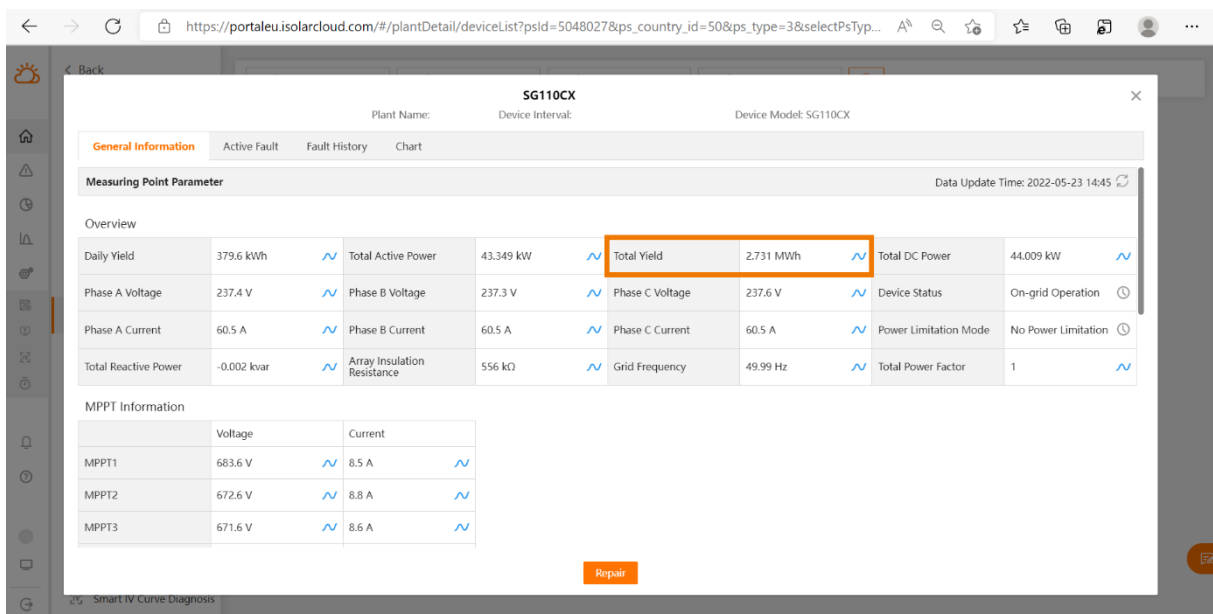 https://portaleu.isolarcloud.com/#/plantDetail/deviceList?psId=5048027&ps_country_id=50&ps_type=3&selectPsTyp...
< Back
SG110CX
Plant Name: Device Interval: Device Model: SG110CX
General Information Active Fault Fault History Chart
Measuring Point Parameter Data Update Time: 2022-05-23 14:45
Overview
Daily Yield 379.6 kWh Total Active Power 43.349 kW Total Yield 2.731 MWh Total DC Power 44.009 kW
Phase A Voltage 237.4 V Phase B Voltage 237.3 V Phase C Voltage 237.6 V Device Status On-grid Operation
Phase A Current 60.5 A Phase B Current 60.5 A Phase C Current 60.5 A Power Limitation Mode No Power Limitation
Total Reactive Power -0.002 kvar Array Insulation Resistance 556 kΩ Grid Frequency 49.99 Hz Total Power Factor 1
MPPT Information
Voltage Current
MPPT1 683.6 V 8.5 A
MPPT2 672.6 V 8.8 A
MPPT3 671.6 V 8.6 A
Repair
Smart IV Curve Diagnosis